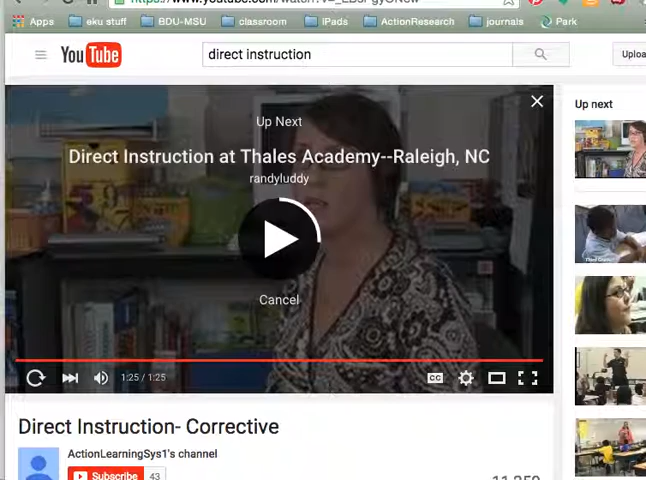 Apps eku stuff BDU-MSU classroom iPads ActionResearch journals Park
YouTube direct instruction
Up next
Up Next
Direct Instruction at Thales Academy--Raleigh, NC
randyluddy
Cancel
1:25 / 1:25 CC
Direct Instruction- Corrective
ActionLearningSys1's channel
Subscribe 43